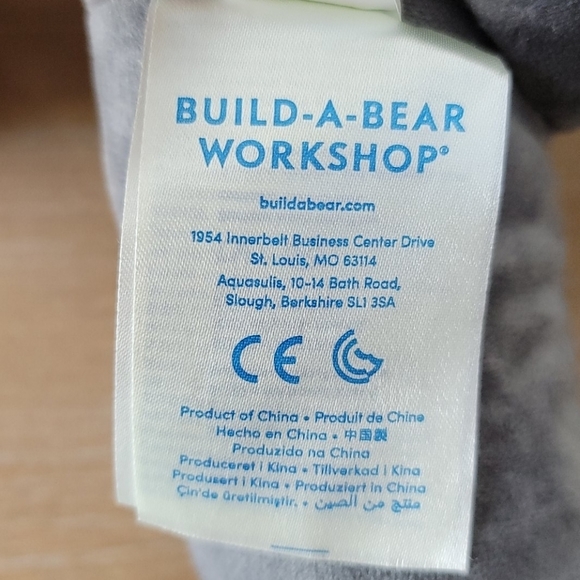 BUILD-A-BEAR
WORKSHOP®
buildabear.com
1954 Innerbelt Business Center Drive
St. Louis, MO 63114
Aquasulis, 10-14 Bath Road,
Slough, Berkshire SL1 3SA
CE
Product of China • Produit de Chine
Hecho en China • 中国製
Produzido na China
Produceret i Kina • Tillverkad i Kina
Produsert i Kina • Produziert in China
Çin'de üretilmiştir. • منتج من الصين